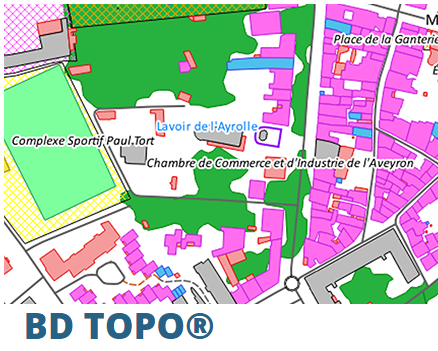 M
Place de la Ganterie
É
Lavoir de l'Ayrolle
Complexe Sportif Paul Tort
Chambre de Commerce et d'Industrie de l'Aveyron
BD TOPO®